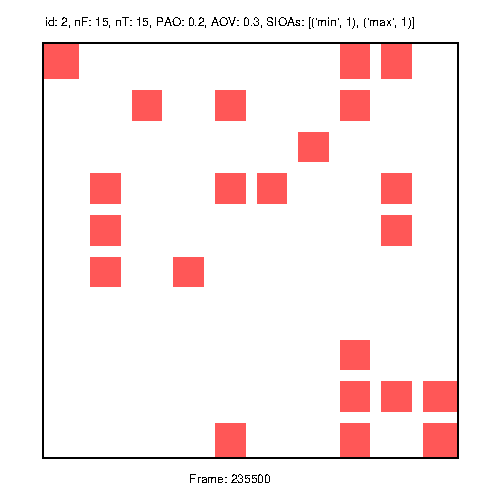 id: 2, nF: 15, nT: 15, PAO: 0.2, AOV: 0.3, SIOAs: [('min', 1), ('max', 1)]
Frame: 235500